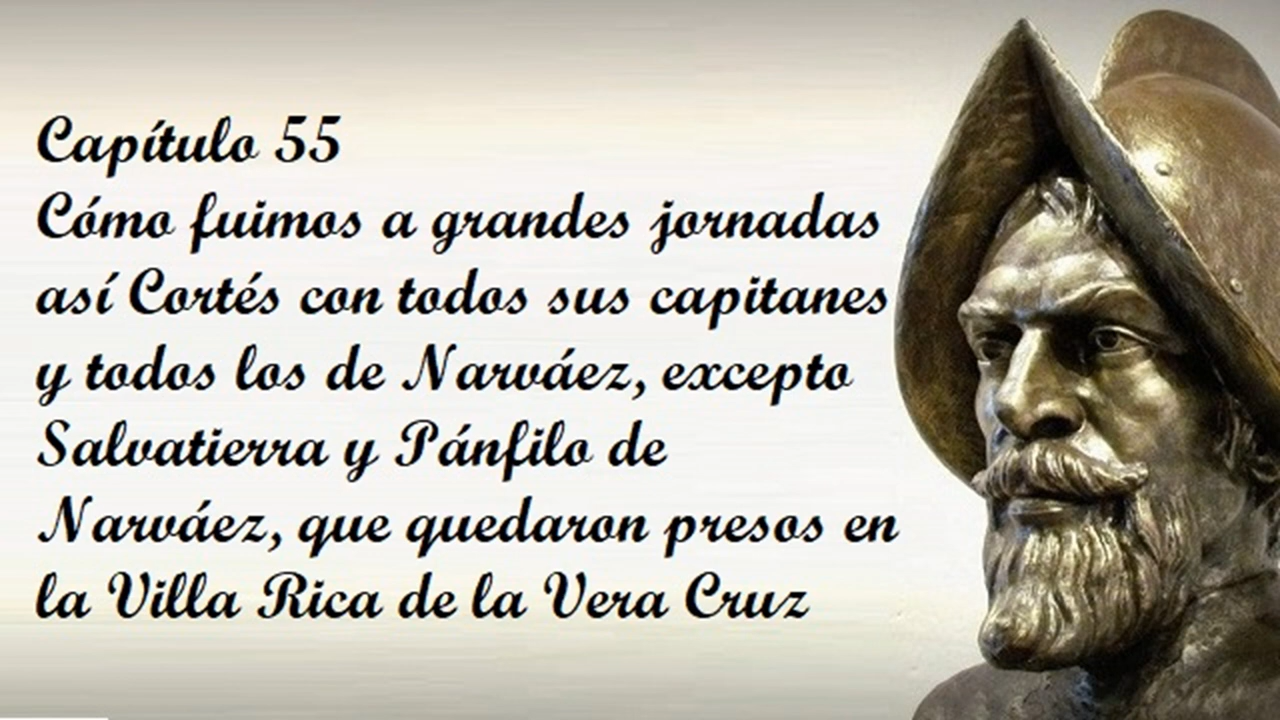 Capítulo 55
Cómo fuimos a grandes jornadas
así Cortés con todos sus capitanes
y todos los de Narváez, excepto
Salvatierra y Pánfilo de
Narváez, que quedaron presos en
la Villa Rica de la Vera Cruz